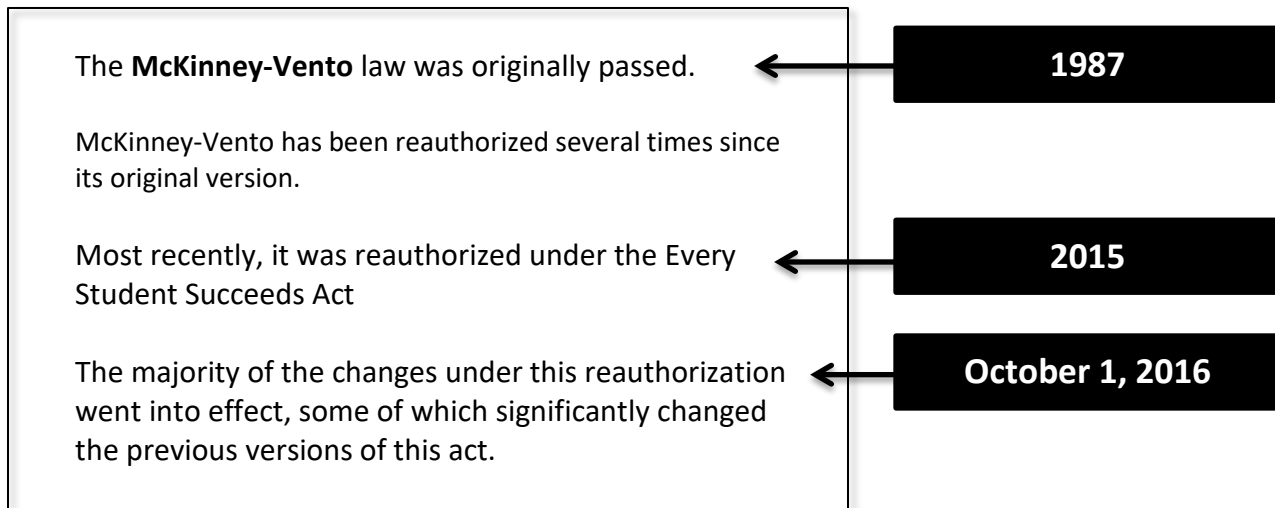 The McKinney-Vento law was originally passed.
1987
McKinney-Vento has been reauthorized several times since
its original version.
Most recently, it was reauthorized under the Every
Student Succeeds Act
2015
The majority of the changes under this reauthorization
went into effect, some of which significantly changed
the previous versions of this act.
October 1, 2016